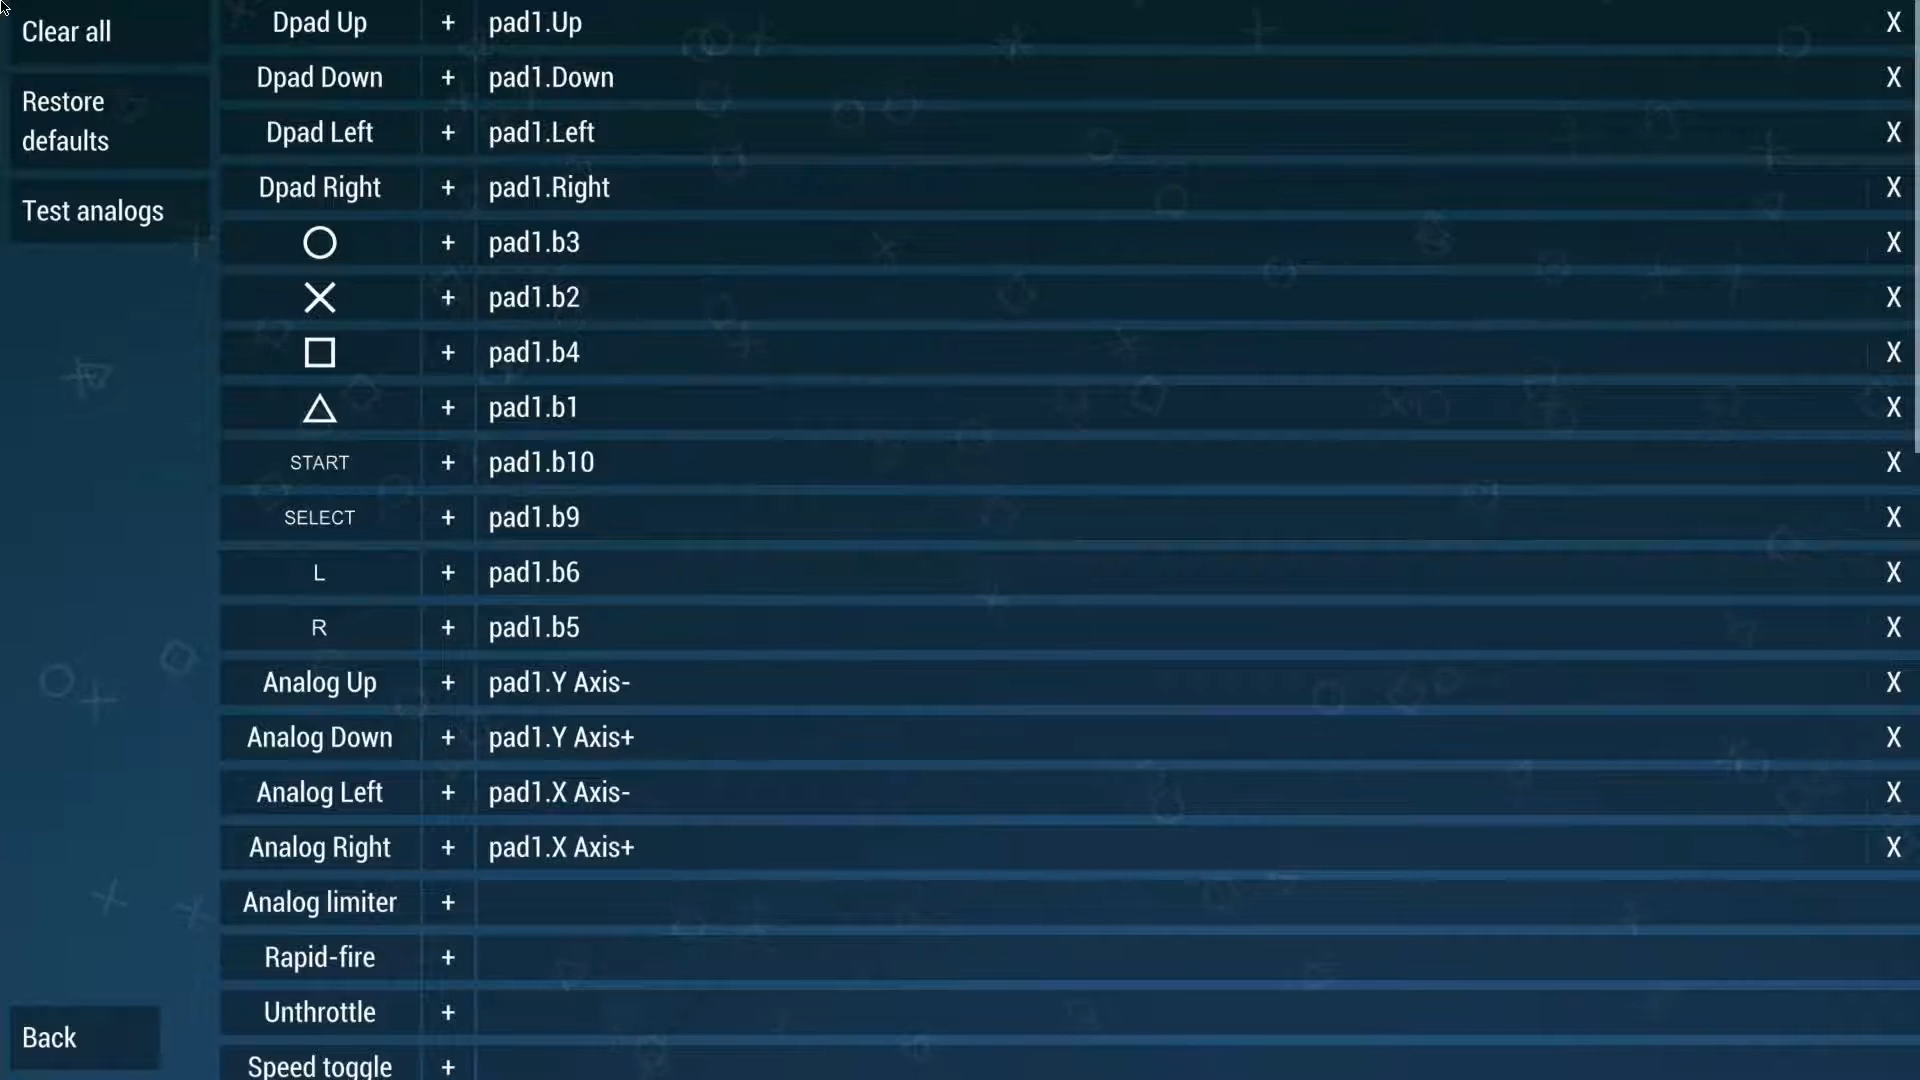 Clear all
Restore
defaults
Test analogs
Dpad Up + pad1.Up X
Dpad Down + pad1.Down X
Dpad Left + pad1.Left X
Dpad Right + pad1.Right X
+ pad1.b3 X
+ pad1.b2 X
+ pad1.b4 X
+ pad1.b1 X
START + pad1.b10 X
SELECT + pad1.b9 X
L + pad1.b6 X
R + pad1.b5 X
Analog Up + pad1.Y Axis- X
Analog Down + pad1.Y Axis+ X
Analog Left + pad1.X Axis- X
Analog Right + pad1.X Axis+ X
Analog limiter +
Rapid-fire +
Unthrottle +
Speed toggle +
Back